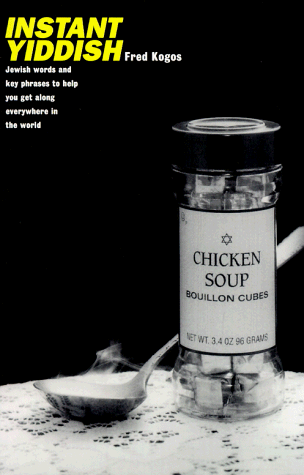 INSTANT
YIDDISH Fred Kogos
Jewish words and
key phrases to help
you get along
everywhere in
the world
CHICKEN
SOUP
BOUILLON CUBES
NET WT. 3.4 OZ 96 GRAMS